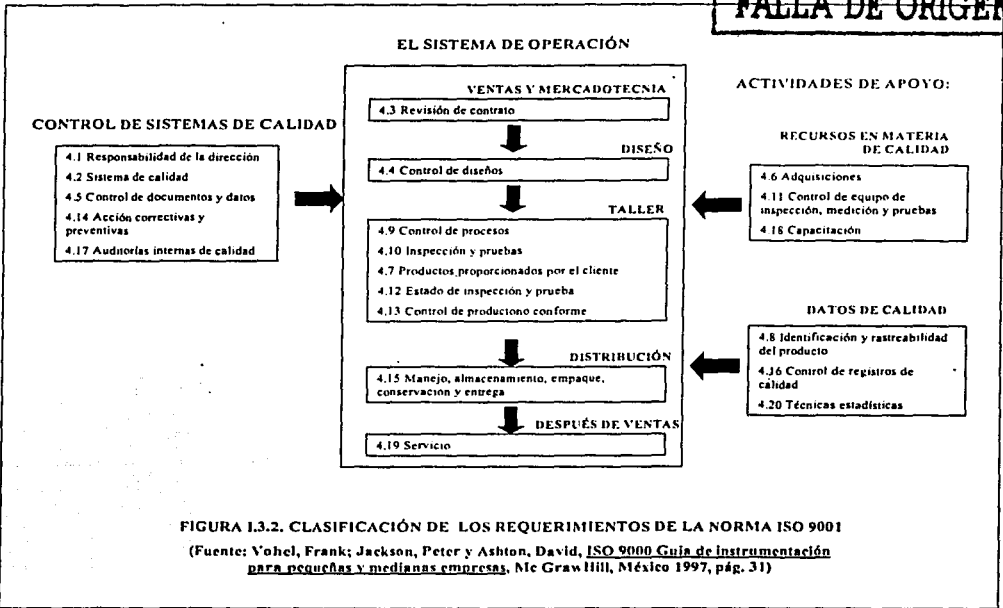 FALLA DE ORIGEN
EL SISTEMA DE OPERACIÓN
VENTAS Y MERCADOTECNIA
4.3 Revisión de contrato
DISEÑO
4.4 Control de diseños
TALLER
4.9 Control de procesos
4.10 Inspección y pruebas
4.7 Productos proporcionados por el cliente
4.12 Estado de inspección y prueba
4.13 Control de productono conforme
DISTRIBUCIÓN
4.15 Manejo, almacenamiento, empaque,
conservación y entrega
DESPUÉS DE VENTAS
4.19 Servicio
CONTROL DE SISTEMAS DE CALIDAD
4.1 Responsabilidad de la dirección
4.2 Sistema de calidad
4.5 Control de documentos y datos
4.14 Acción correctivas y
preventivas
4.17 Auditorías internas de calidad
ACTIVIDADES DE APOYO:
RECURSOS EN MATERIA
DE CALIDAD
4.6 Adquisiciones
4.11 Control de equipo de
inspección, medición y pruebas
4.18 Capacitación
DATOS DE CALIDAD
4.8 Identificación y rastreabilidad
del producto
4.16 Control de registros de
calidad
4.20 Técnicas estadísticas
FIGURA I.3.2. CLASIFICACIÓN DE LOS REQUERIMIENTOS DE LA NORMA ISO 9001
(Fuente: Vohel, Frank; Jackson, Peter y Ashton, David, ISO 9000 Guía de instrumentación
para pequeñas y medianas empresas, Mc Graw Hill, México 1997, pág. 31)